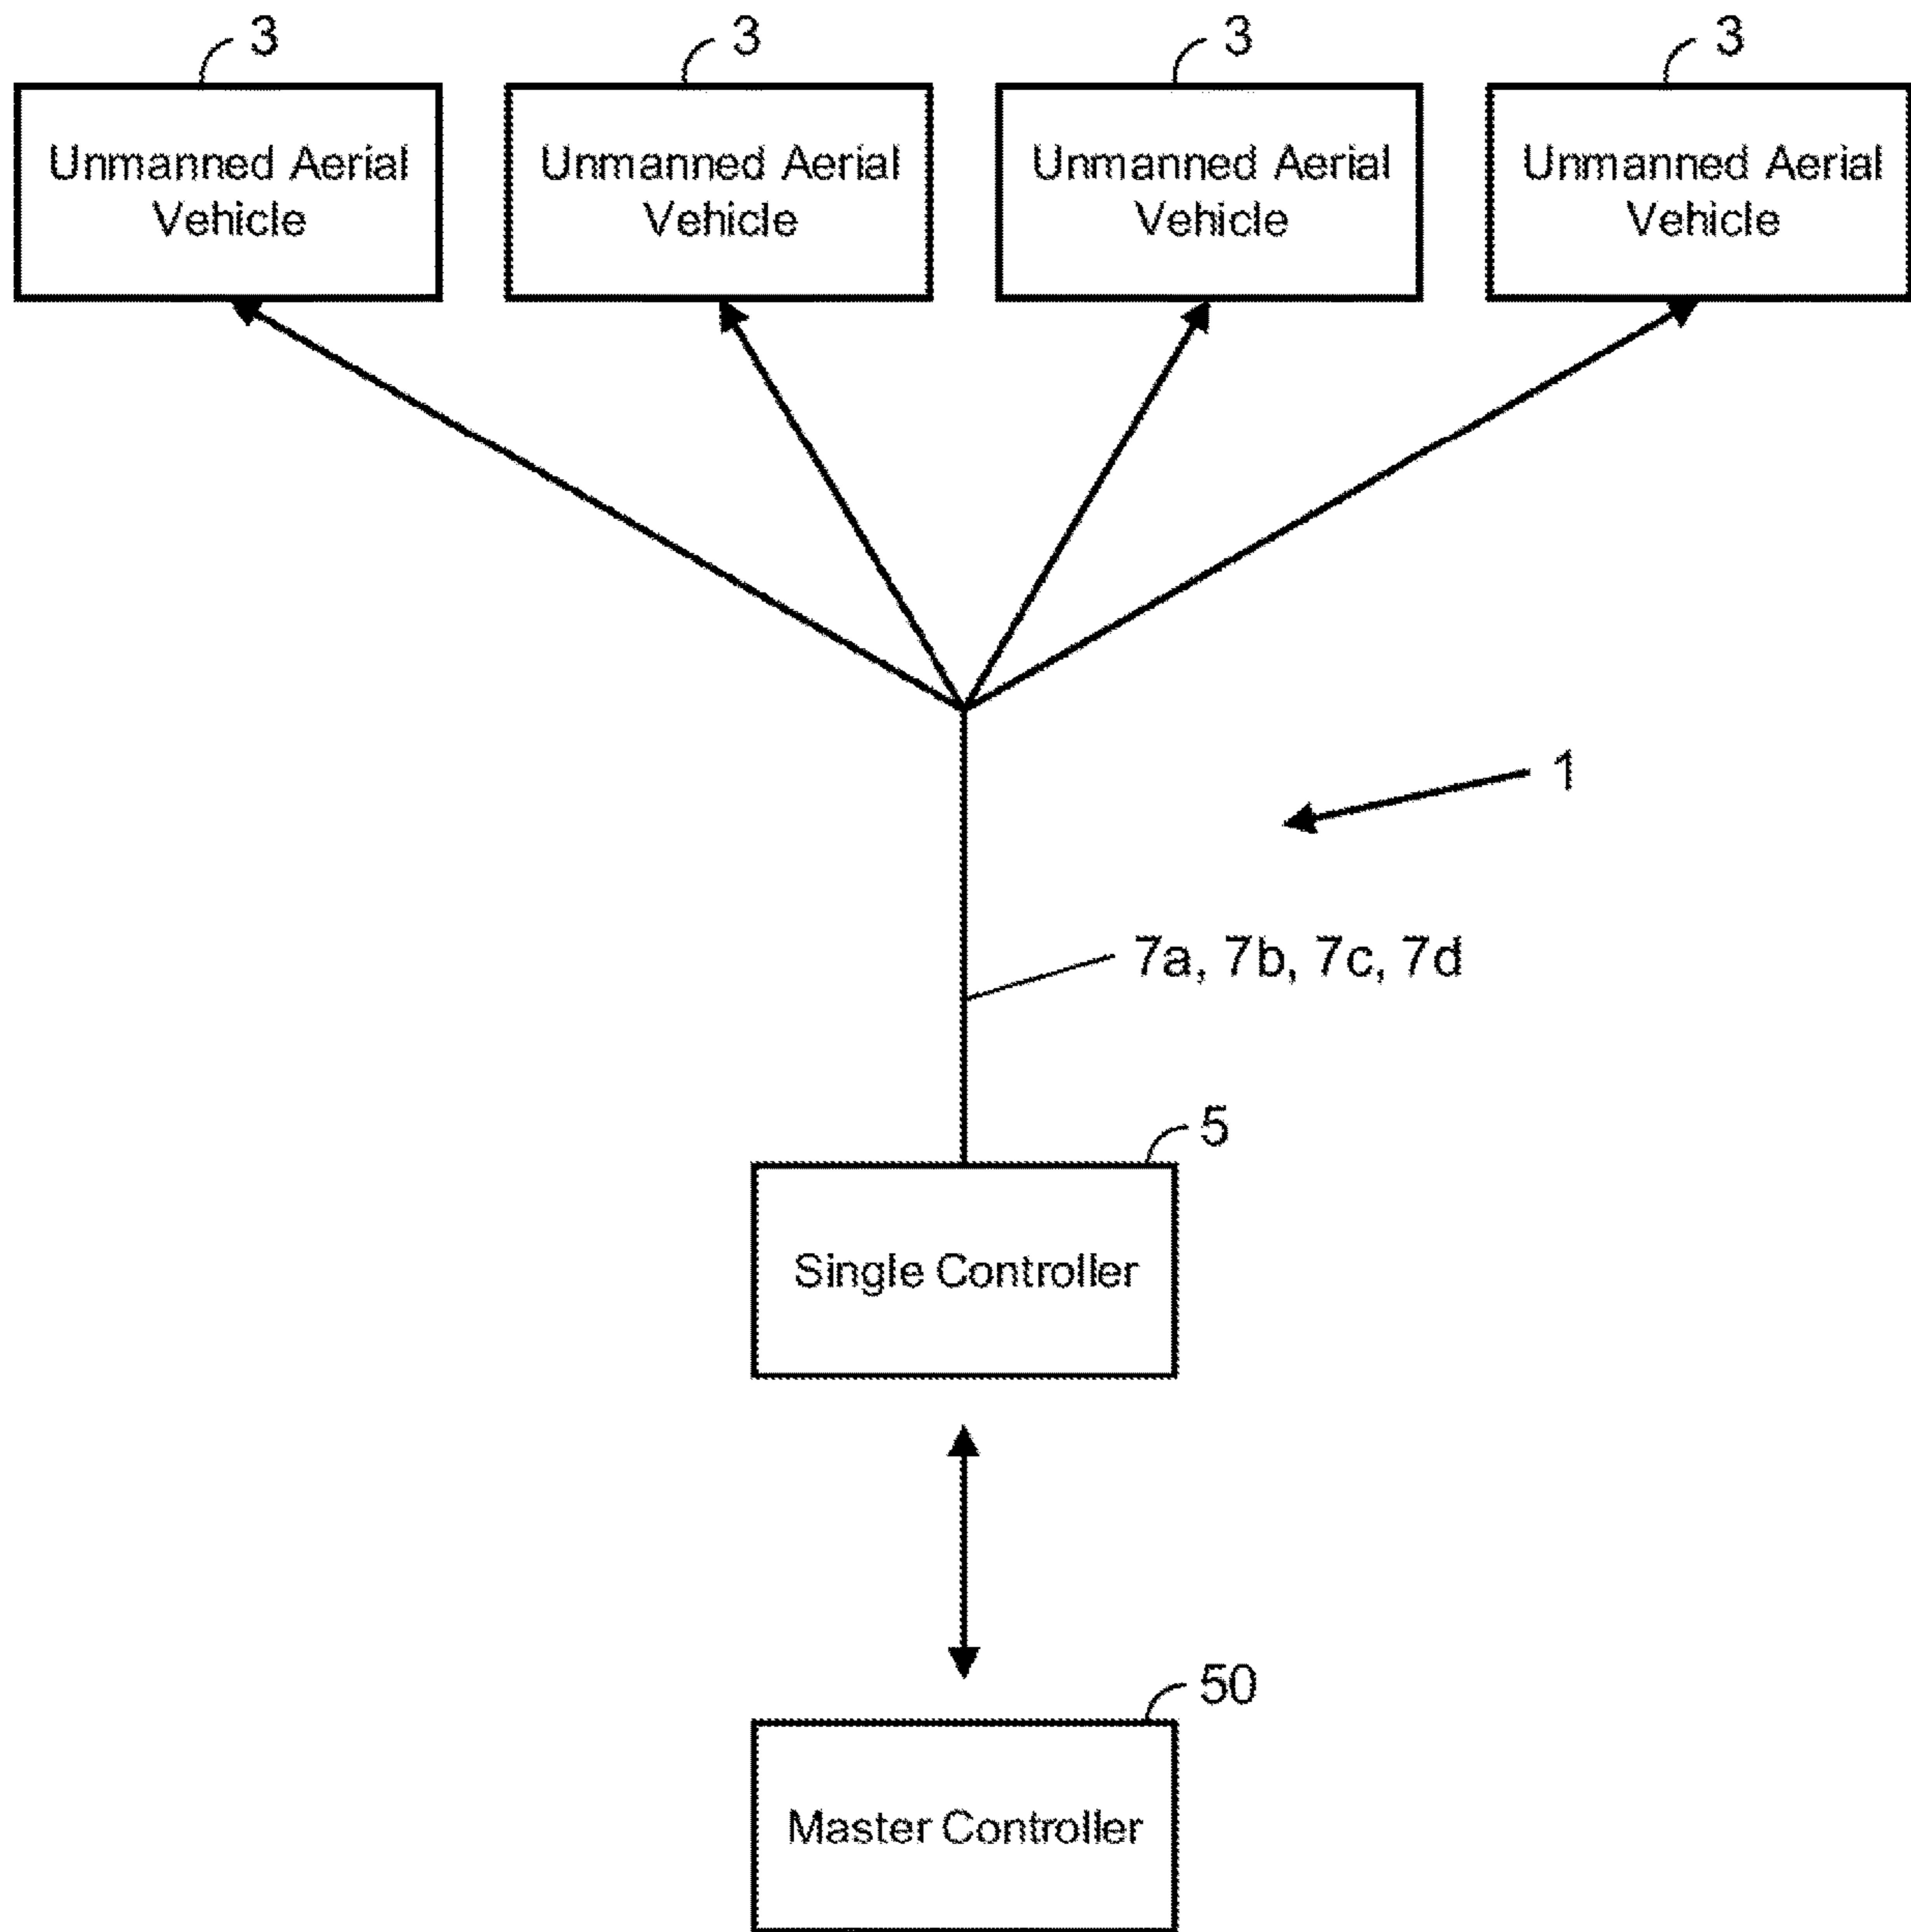 3 3 3 3
Unmanned Aerial
Vehicle
Unmanned Aerial
Vehicle
Unmanned Aerial
Vehicle
Unmanned Aerial
Vehicle
1
7a, 7b, 7c, 7d
5
Single Controller
50
Master Controller